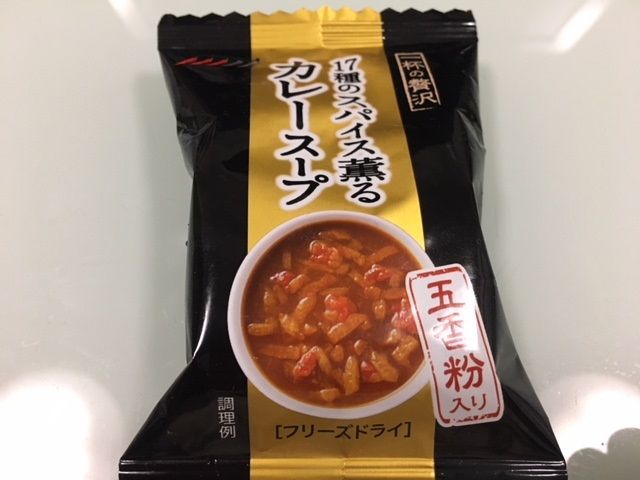 一杯の贅沢
17種のスパイス薫る
カレースープ
五香粉
入り
調理例
[フリーズドライ]